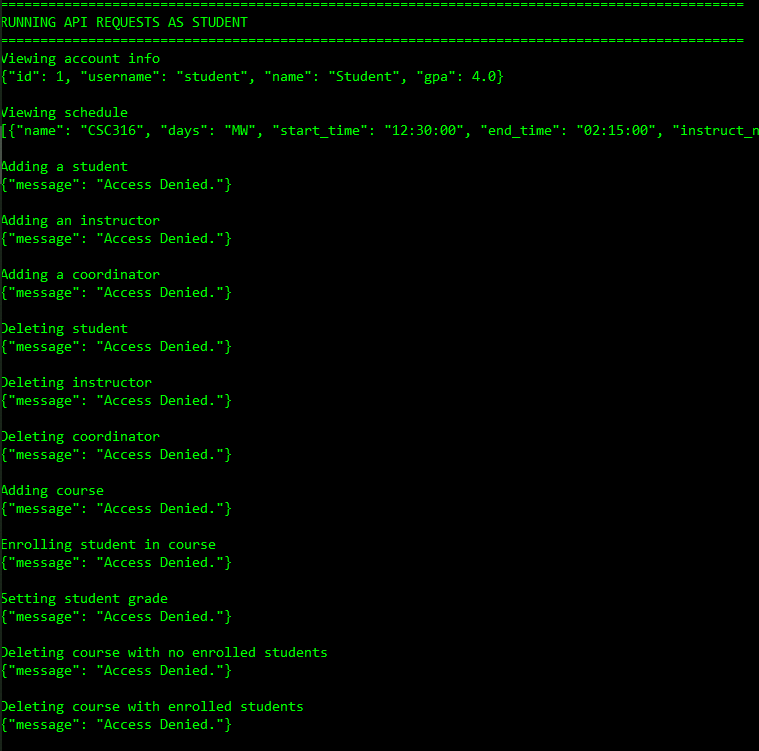 ================================================================================
RUNNING API REQUESTS AS STUDENT
================================================================================
Viewing account info
{"id": 1, "username": "student", "name": "Student", "gpa": 4.0}
Viewing schedule
[{"name": "CSC316", "days": "MW", "start_time": "12:30:00", "end_time": "02:15:00", "instruct_n
Adding a student
{"message": "Access Denied."}
Adding an instructor
{"message": "Access Denied."}
Adding a coordinator
{"message": "Access Denied."}
Deleting student
{"message": "Access Denied."}
Deleting instructor
{"message": "Access Denied."}
Deleting coordinator
{"message": "Access Denied."}
Adding course
{"message": "Access Denied."}
Enrolling student in course
{"message": "Access Denied."}
Setting student grade
{"message": "Access Denied."}
Deleting course with no enrolled students
{"message": "Access Denied."}
Deleting course with enrolled students
{"message": "Access Denied."}